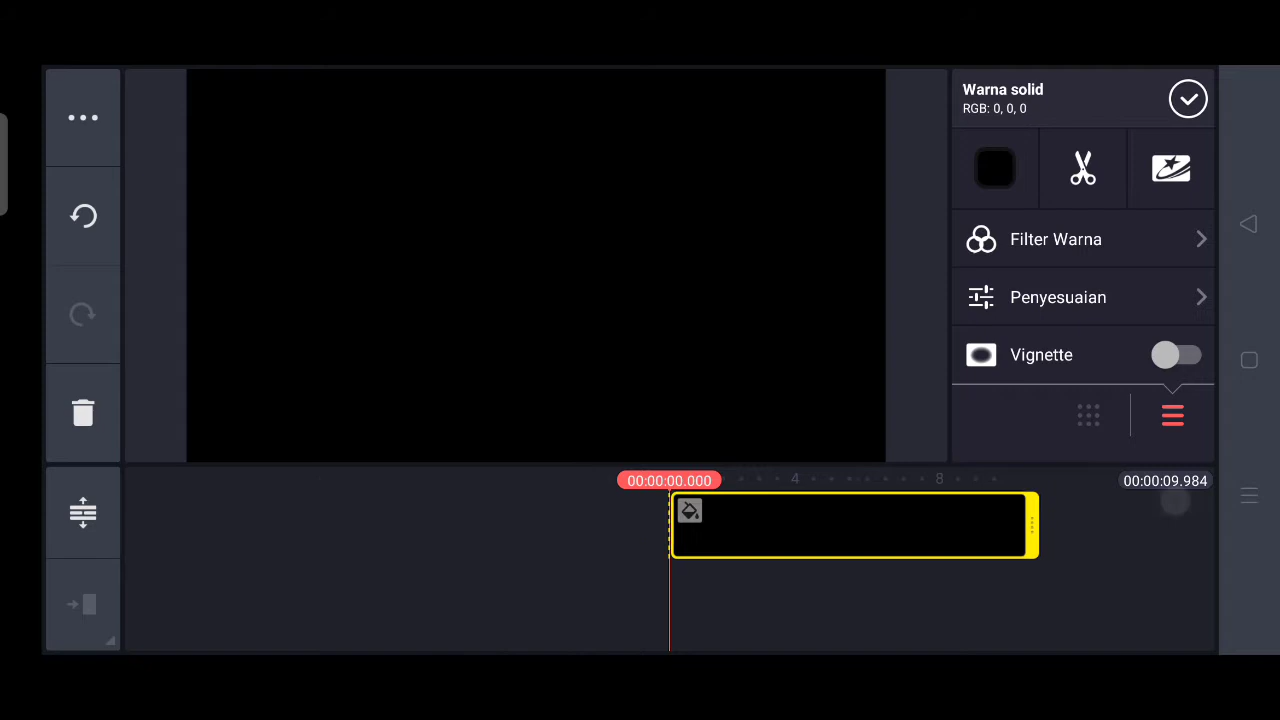 Warna solid
RGB: 0, 0, 0
Filter Warna
Penyesuaian
Vignette
00:00:00.000
4
8
00:00:09.984